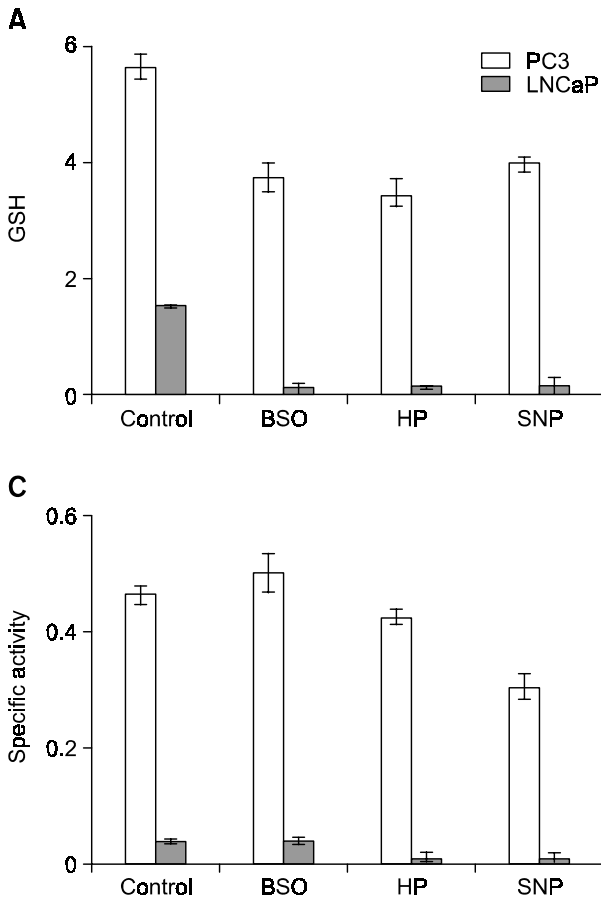 A
6
PC3
LNCaP
4
GSH
2
0
Control BSO HP SNP
C
0.6
0.4
Specific activity
0.2
0
Control BSO HP SNP